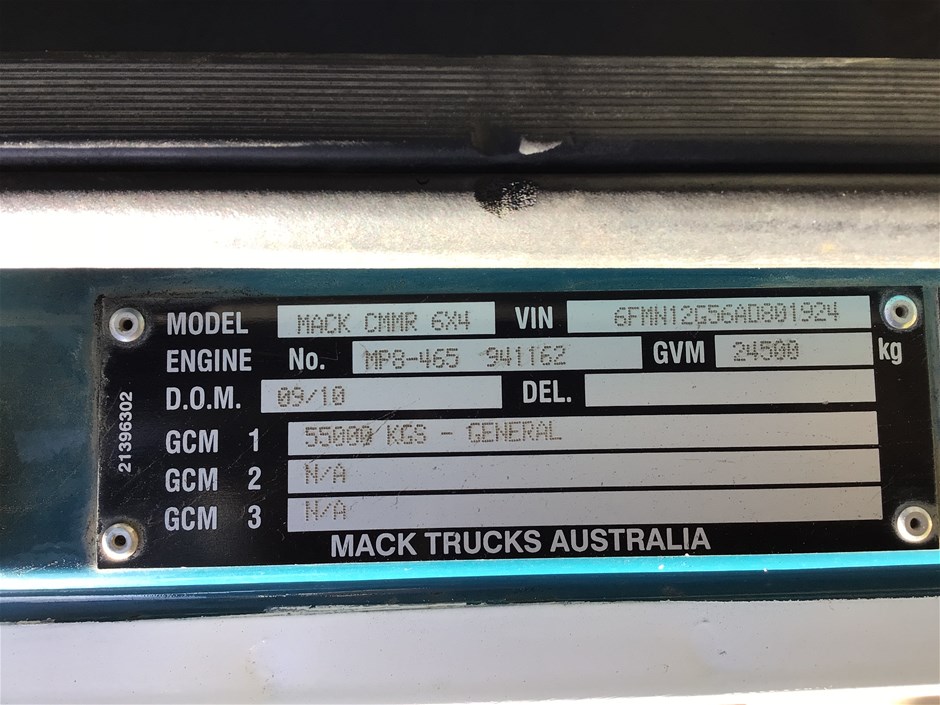 MODEL MACK CMMR 6X4 VIN 6FMN12G56AD801924
ENGINE No. MP8-465 941162 GVM 24500 kg
D.O.M. 09/10 DEL.
GCM 1 55000 KGS - GENERAL
GCM 2 N/A
GCM 3 N/A
MACK TRUCKS AUSTRALIA
21396302